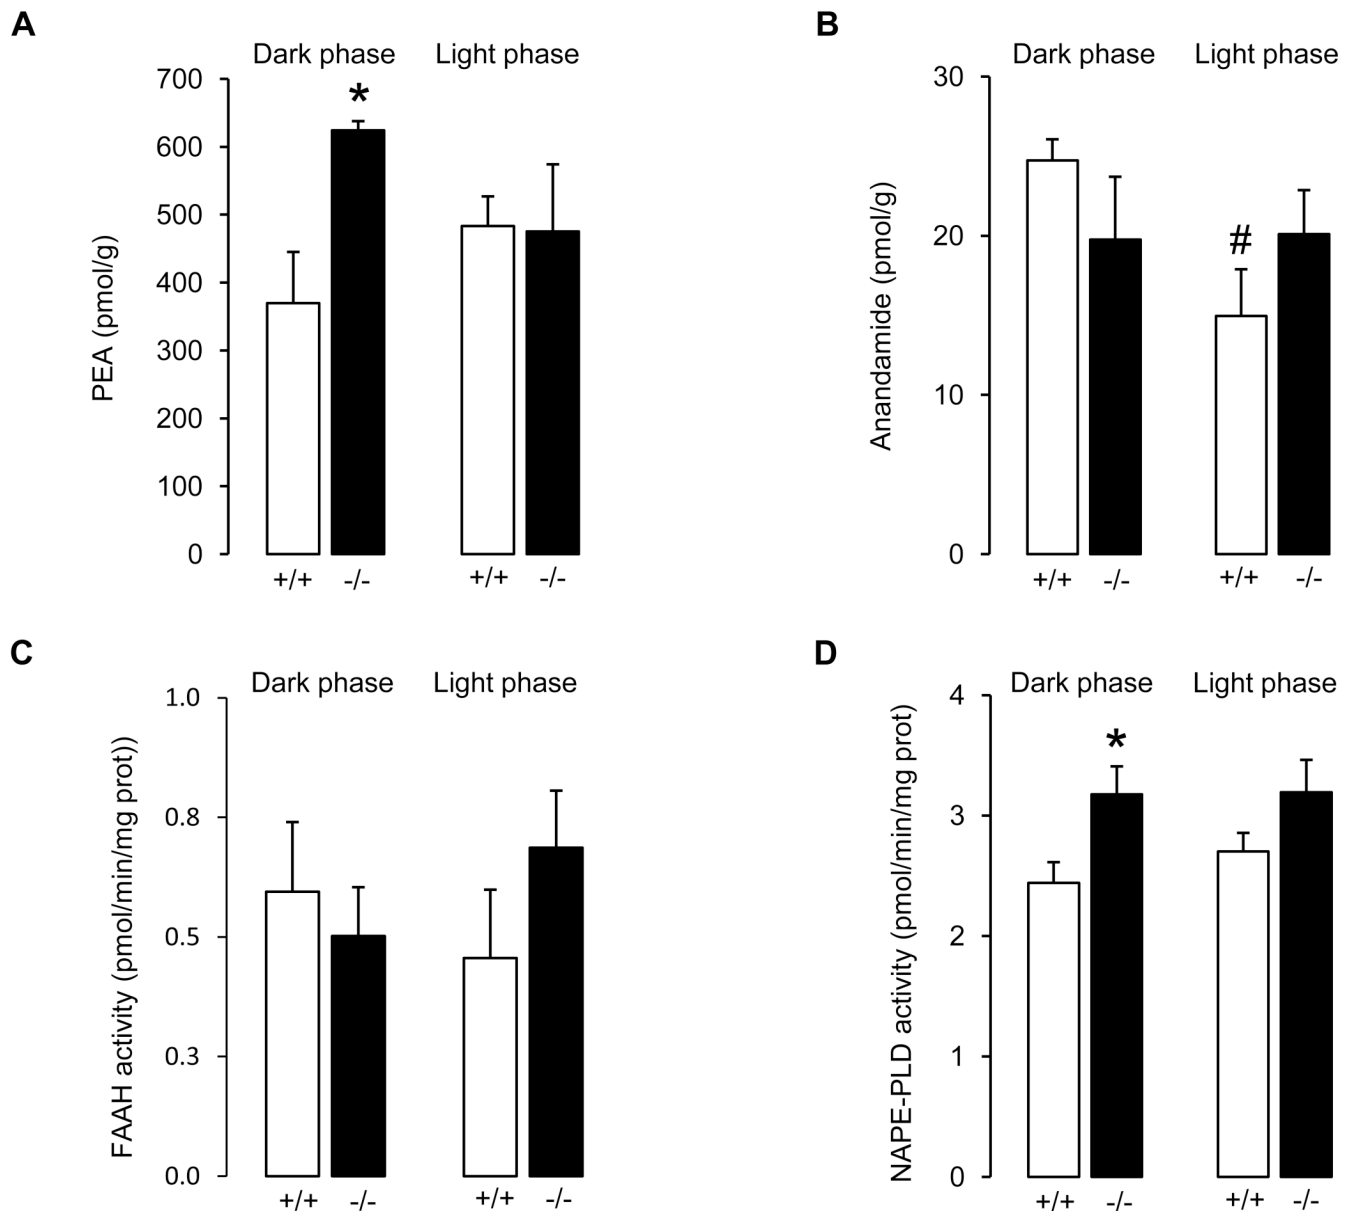 A
Dark phase Light phase
*
PEA (pmol/g)
700
600
500
400
300
200
100
0
+/+ -/- +/+ -/-
B
Dark phase Light phase
#
Anandamide (pmol/g)
30
20
10
0
+/+ -/- +/+ -/-
C
Dark phase Light phase
FAAH activity (pmol/min/mg prot))
1.0
0.8
0.5
0.3
0.0
+/+ -/- +/+ -/-
D
Dark phase Light phase
*
NAPE-PLD activity (pmol/min/mg prot)
4
3
2
1
0
+/+ -/- +/+ -/-